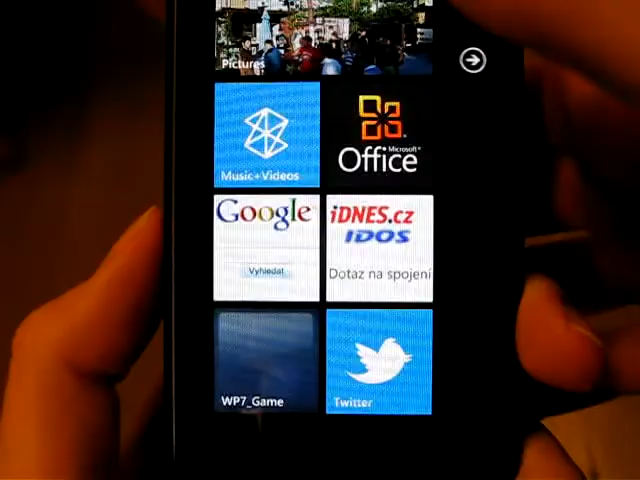 Pictures
Music+Videos
Microsoft®
Office
Google
Vyhledat
iDNES.cz
IDOS
Dotaz na spojení
WP7_Game
Twitter